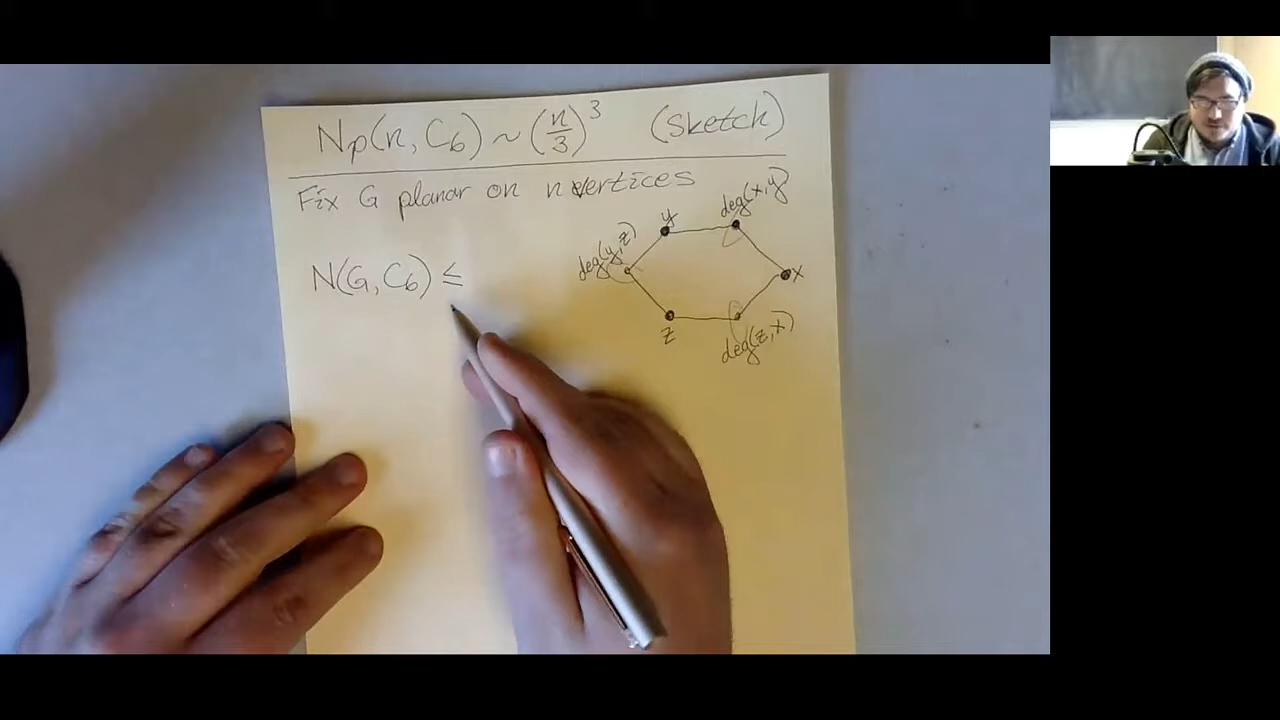 Np(n, C6) ~ (n/3)^3 (sketch)
Fix G planar on n vertices
N(G, C6) ≤
y
deg(x,y)
deg(y,z)
x
z
deg(z,x)